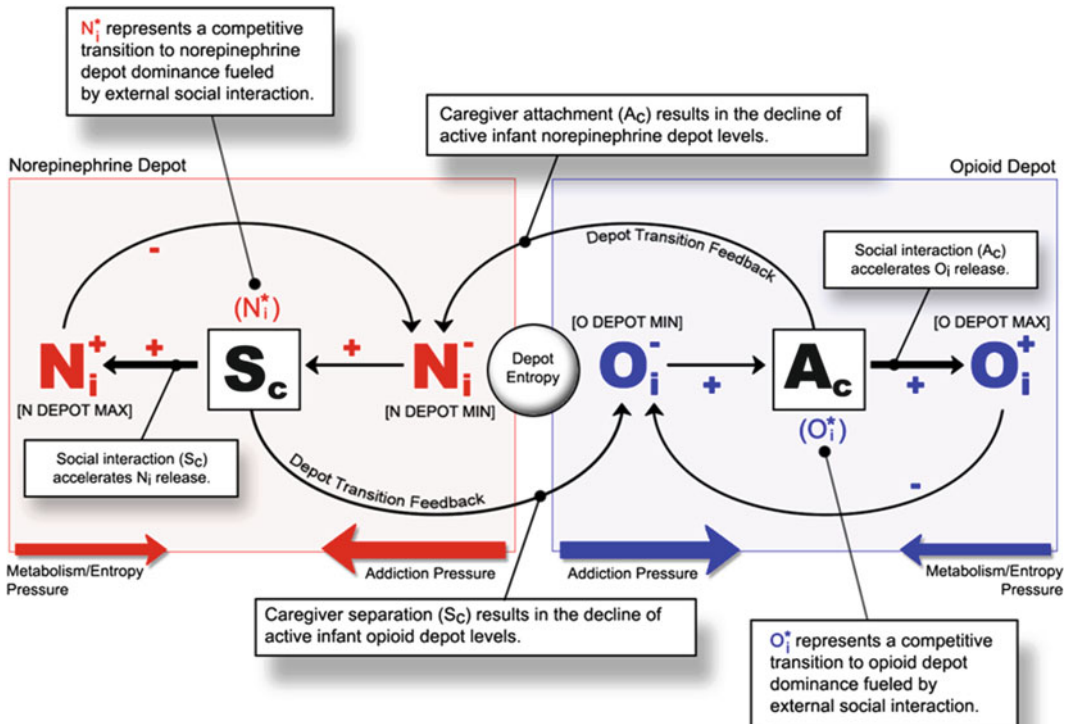 N*i represents a competitive
transition to norepinephrine
depot dominance fueled
by external social interaction.
Caregiver attachment (Ac) results in the decline of
active infant norepinephrine depot levels.
Norepinephrine Depot
Opioid Depot
-
Depot Transition Feedback
Social interaction (Ac)
accelerates Oi release.
(N*i)
[O DEPOT MIN]
[O DEPOT MAX]
N+i
+
Sc
+
N-i
Depot
Entropy
O-i
+
Ac
+
O+i
[N DEPOT MAX]
[N DEPOT MIN]
(O*i)
Social interaction (Sc)
accelerates Ni release.
Depot Transition Feedback
-
Metabolism/Entropy
Pressure
Addiction Pressure
Addiction Pressure
Metabolism/Entropy
Pressure
Caregiver separation (Sc) results in the decline of
active infant opioid depot levels.
O*i represents a competitive
transition to opioid depot
dominance fueled by
external social interaction.